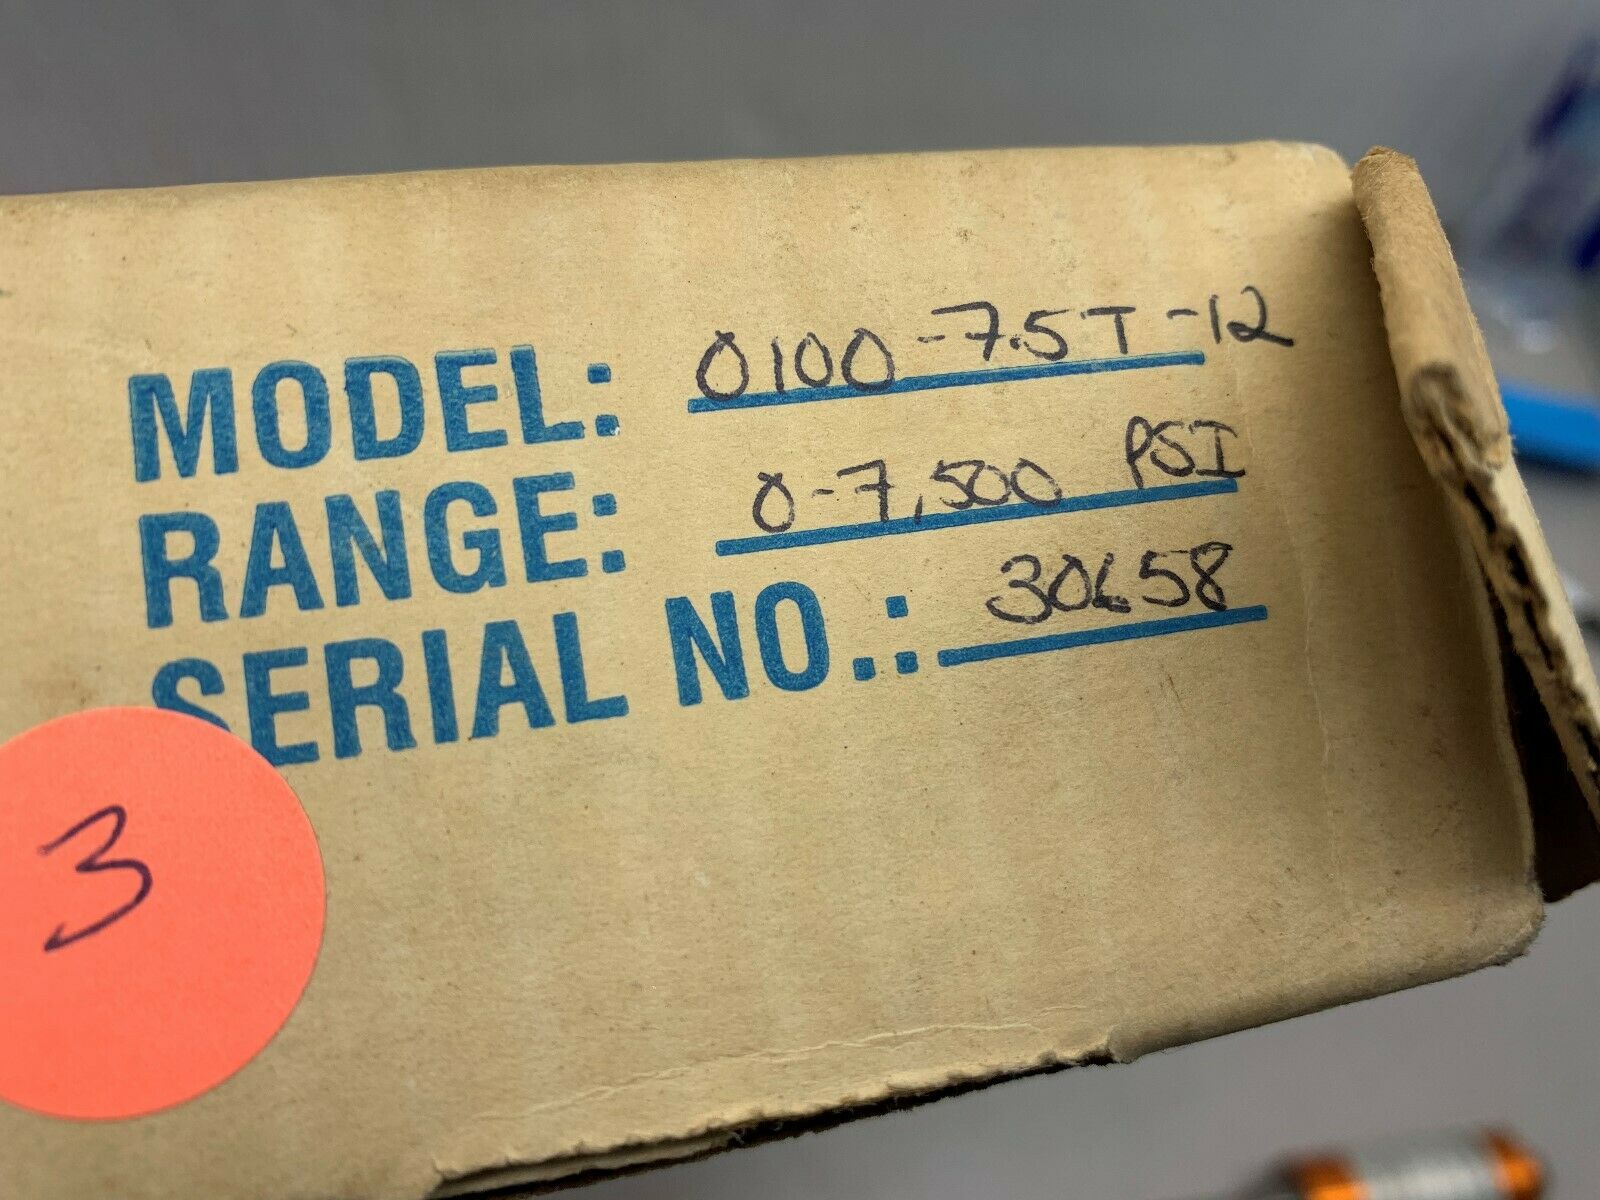 MODEL: 0100-7.5T-12
RANGE: 0-7,500 PSI
SERIAL NO.: 30658
3